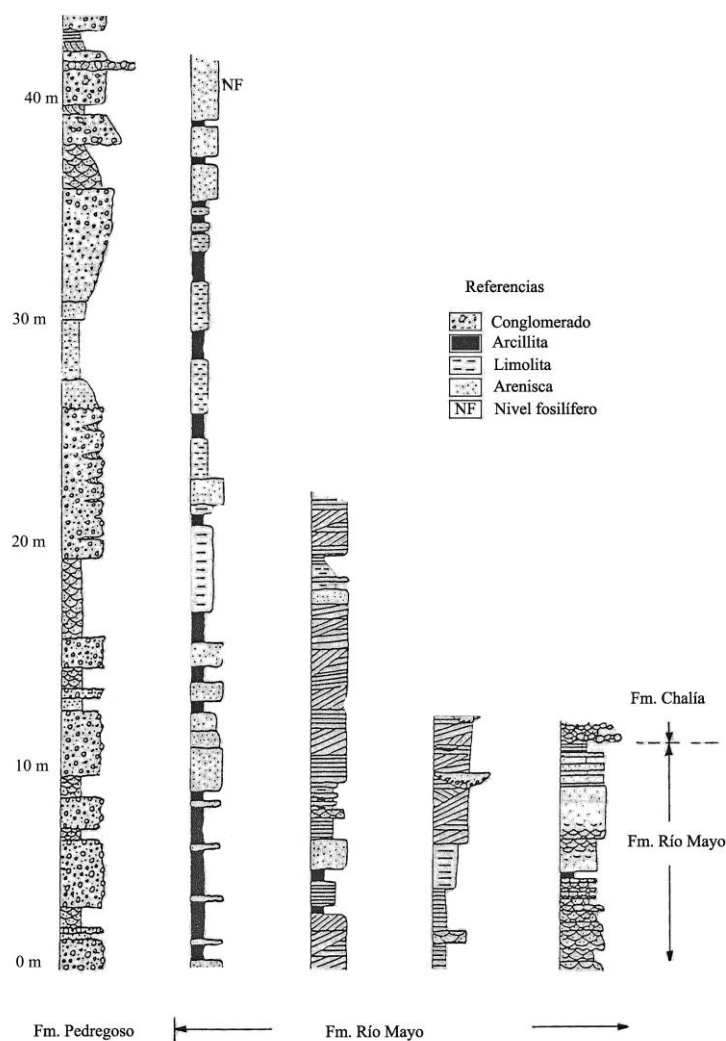 40 m
NF
30 m
Referencias
Conglomerado
Arcillita
Limolita
Arenisca
NF Nivel fosilífero
20 m
Fm. Chalía
10 m
Fm. Río Mayo
0 m
Fm. Pedregoso
Fm. Río Mayo